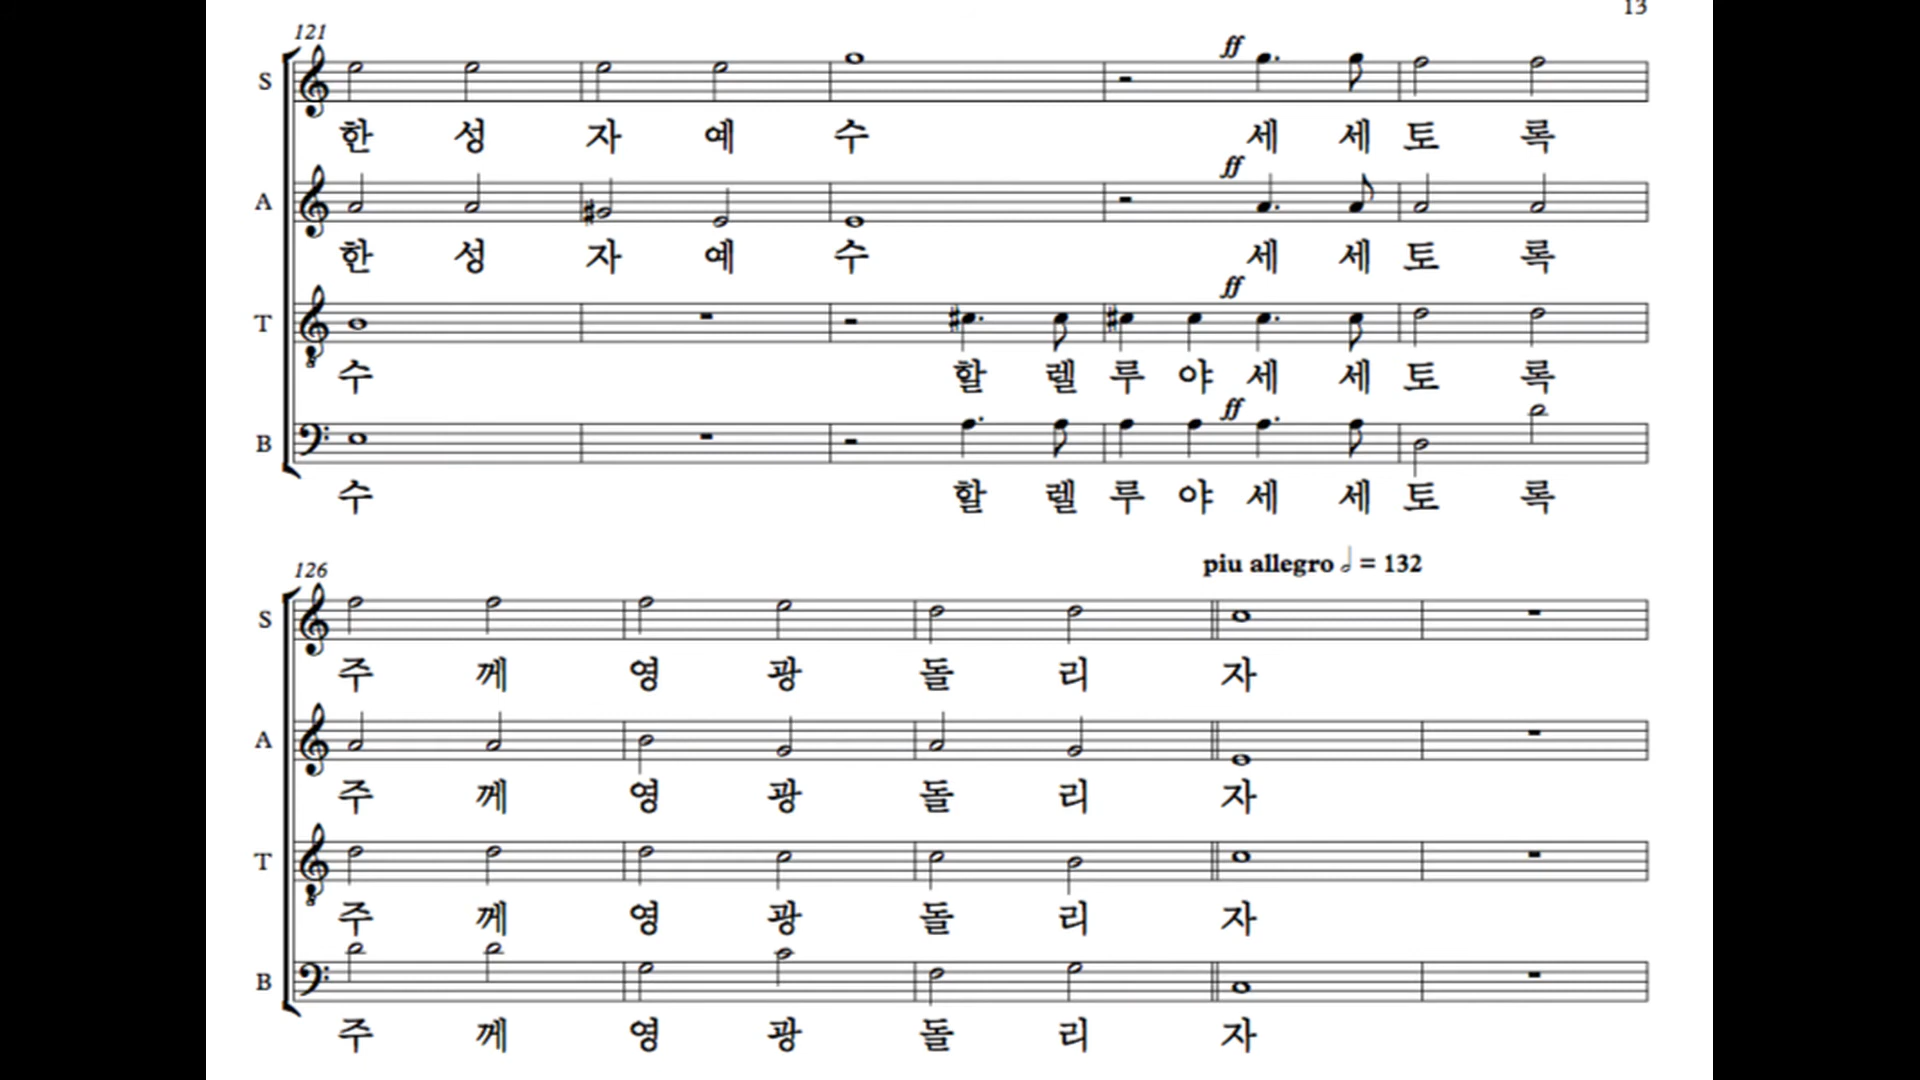 13
121
ff
S
한 성 자 예 수 세 세 토 록
ff
A
한 성 자 예 수 세 세 토 록
ff
T
수 할 렐 루 야 세 세 토 록
ff
B
수 할 렐 루 야 세 세 토 록
piu allegro 𝅗𝅥 = 132
126
S
주 께 영 광 돌 리 자
A
주 께 영 광 돌 리 자
T
주 께 영 광 돌 리 자
B
주 께 영 광 돌 리 자